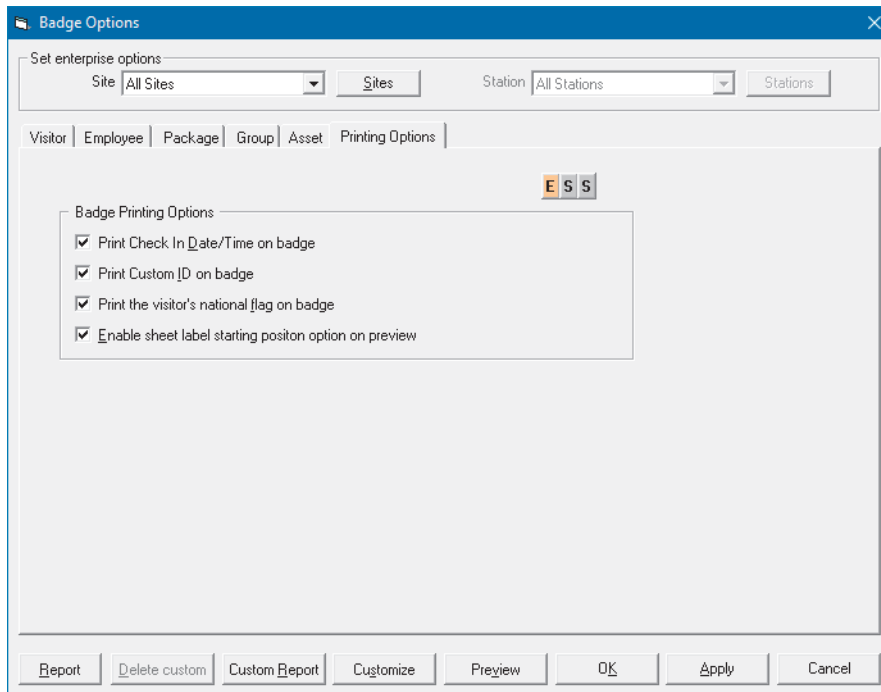 Badge Options
Set enterprise options
Site All Sites Sites Station All Stations Stations
Visitor Employee Package Group Asset Printing Options
E S S
Badge Printing Options
Print Check In Date/Time on badge
Print Custom ID on badge
Print the visitor's national flag on badge
Enable sheet label starting positon option on preview
Report Delete custom Custom Report Customize Preview OK Apply Cancel